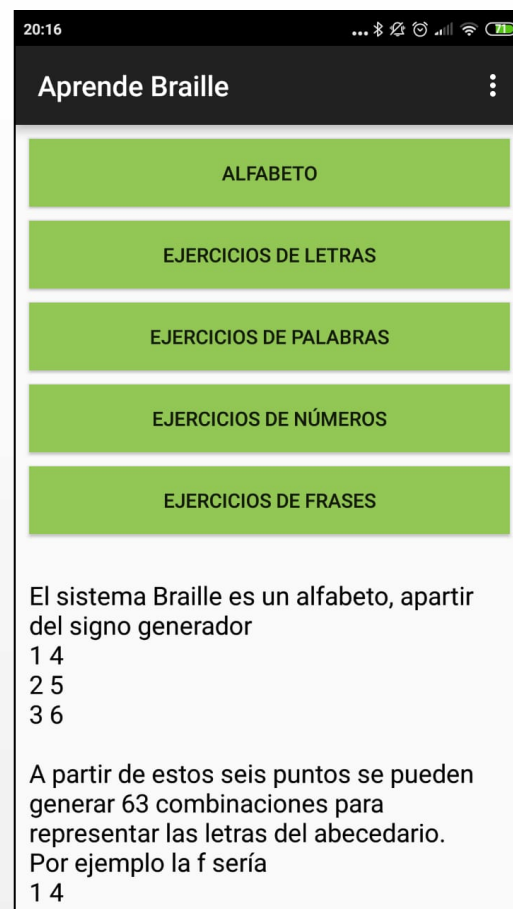 20:16
71
Aprende Braille
ALFABETO
EJERCICIOS DE LETRAS
EJERCICIOS DE PALABRAS
EJERCICIOS DE NÚMEROS
EJERCICIOS DE FRASES
El sistema Braille es un alfabeto, apartir
del signo generador
1 4
2 5
3 6
A partir de estos seis puntos se pueden
generar 63 combinaciones para
representar las letras del abecedario.
Por ejemplo la f sería
1 4